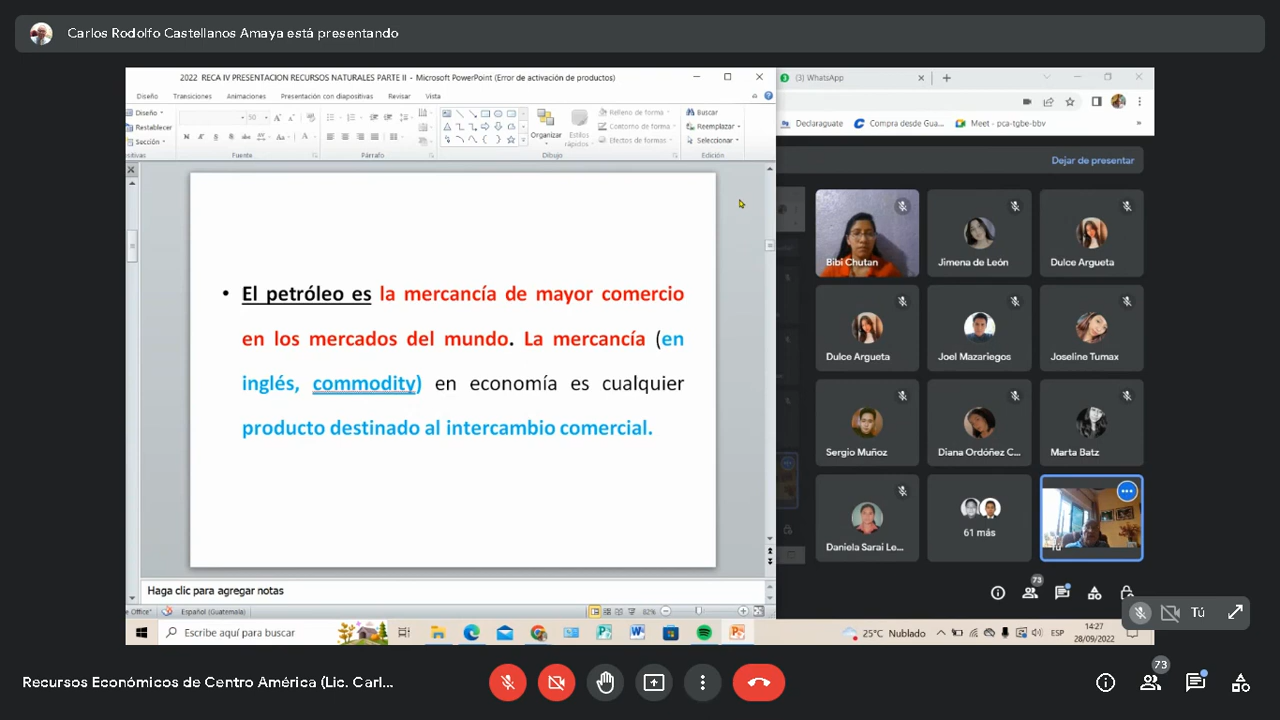 Carlos Rodolfo Castellanos Amaya está presentando
2022 RECA IV PRESENTACION RECURSOS NATURALES PARTE II - Microsoft PowerPoint (Error de activación de productos)
Diseño Transiciones Animaciones Presentación con diapositivas Revisar Vista
Diseño
Restablecer
Sección
50
Organizar
Estilos rápidos
Relleno de forma
Contorno de forma
Efectos de formas
Buscar
Reemplazar
Seleccionar
Fuente Párrafo Dibujo Edición
• El petróleo es la mercancía de mayor comercio
en los mercados del mundo. La mercancía (en
inglés, commodity) en economía es cualquier
producto destinado al intercambio comercial.
Haga clic para agregar notas
Español (Guatemala)
82%
(3) WhatsApp
Declaraguate Compra desde Gua... Meet - pca-tgbe-bbv »
Dejar de presentar
Bibi Chutan
Jimena de León
Dulce Argueta
Dulce Argueta
Joel Mazariegos
Joseline Tumax
Sergio Muñoz
Diana Ordóñez C...
Marta Batz
Daniela Sarai Le...
61 más
Tú
73
Escribe aquí para buscar
25°C Nublado
ESP
14:27
28/09/2022
Tú
Recursos Económicos de Centro América (Lic. Carl...
73